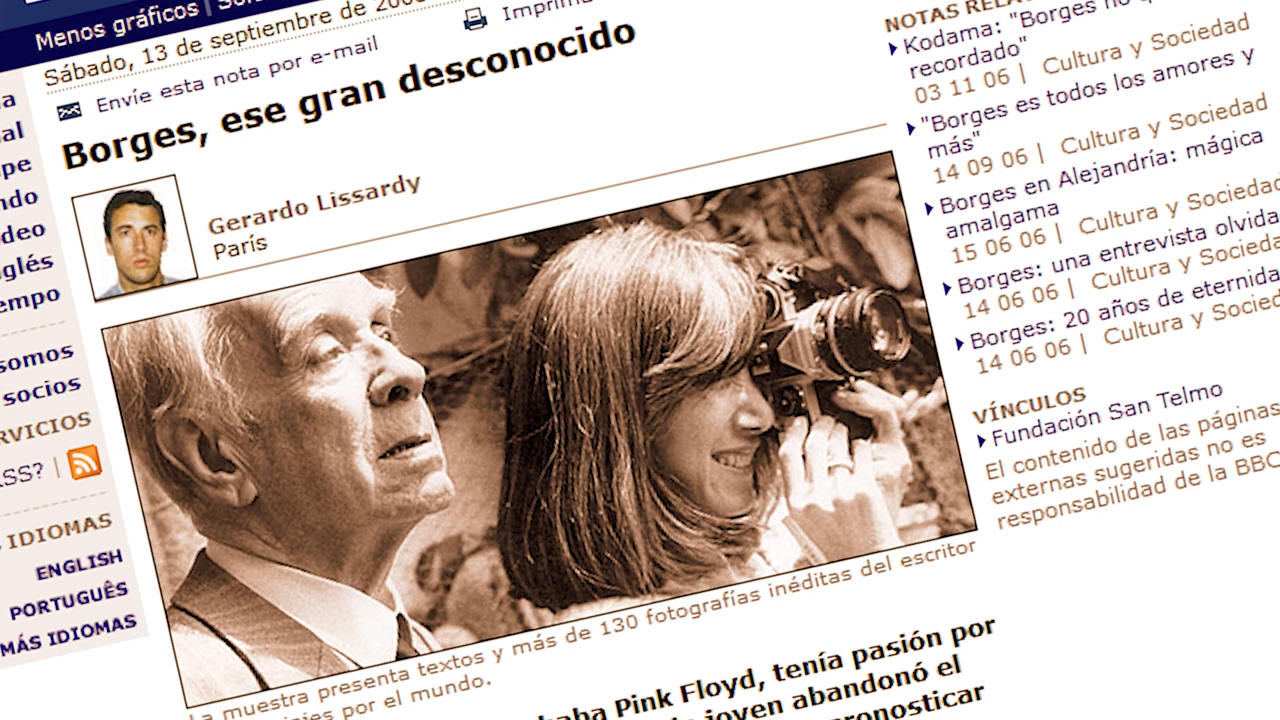 Menos gráficos |
Sábado, 13 de septiembre de
Envíe esta nota por e-mail
Borges, ese gran desconocido
Gerardo Lissardy
París
La muestra presenta textos y más de 130 fotografías inéditas del escritor
por el mundo.
Pink Floyd, tenía pasión por
joven abandonó el
somos
socios
ENGLISH
PORTUGUÊS
MÁS IDIOMAS
Kodama: "Borges no
recordado"
03 11 06 | Cultura y Sociedad
"Borges es todos los amores y
más"
14 09 06 | Cultura y Sociedad
Borges en Alejandría: mágica
amalgama
15 06 06 | Cultura y Sociedad
Borges: una entrevista
14 06 06 | Cultura y
Borges: 20 años de
14 06 06 | Cultura y
VÍNCULOS
Fundación San Telmo
El contenido de las páginas
externas sugeridas no es
responsabilidad de la BBC